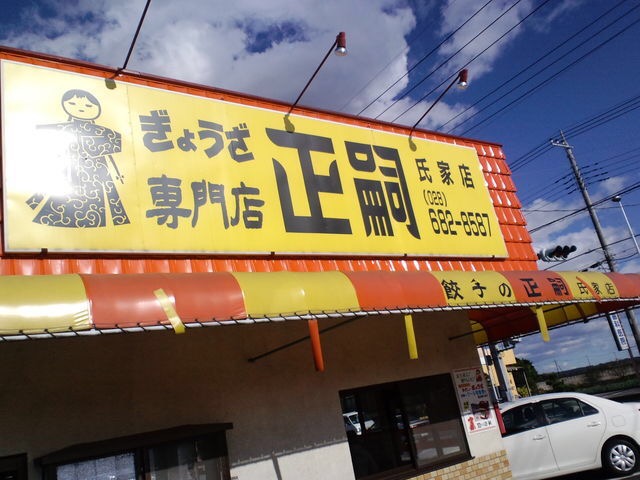 ぎょうざ
専門店
正嗣
氏家店
(028)
682-8587
餃子の正嗣氏家店